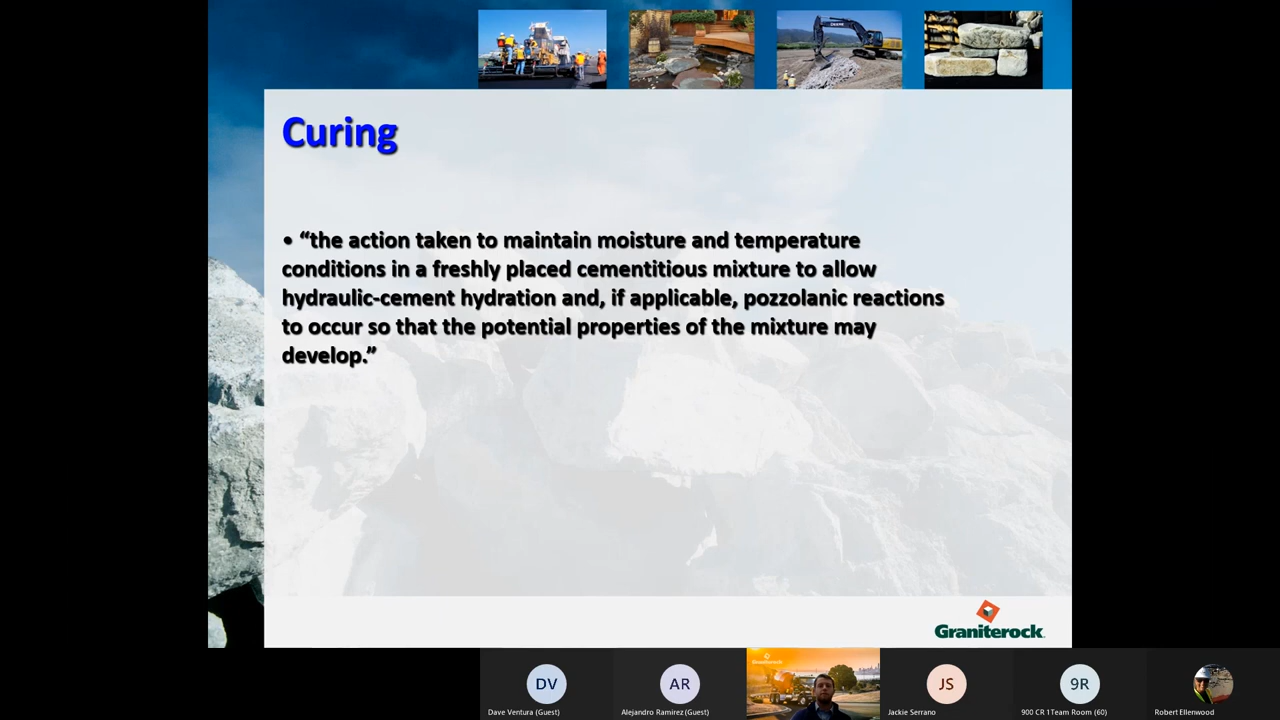 Curing
• “the action taken to maintain moisture and temperature
conditions in a freshly placed cementitious mixture to allow
hydraulic-cement hydration and, if applicable, pozzolanic reactions
to occur so that the potential properties of the mixture may
develop.”
Graniterock
DV
AR
Graniterock
JS
9R
Dave Ventura (Guest)
Alejandro Ramirez (Guest)
Jackie Serrano
900 CR 1Team Room (60)
Robert Ellenwood